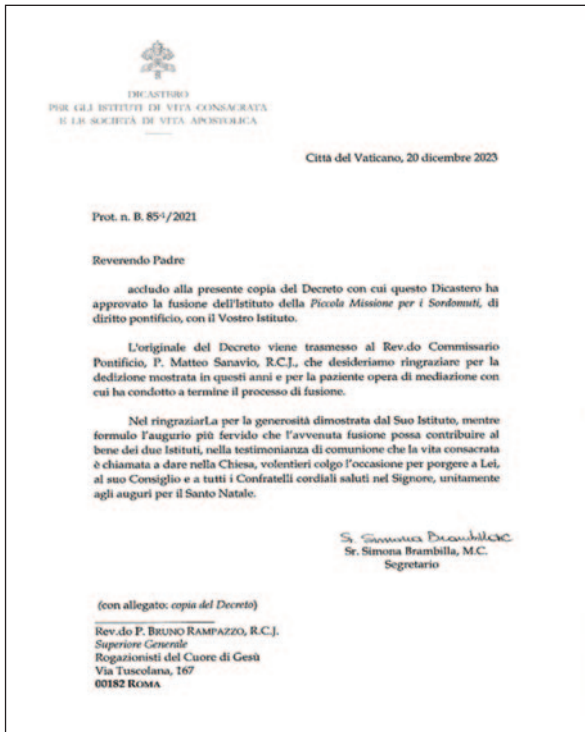 DICASTERO
PER GLI ISTITUTI DI VITA CONSACRATA
E LE SOCIETÀ DI VITA APOSTOLICA
Città del Vaticano, 20 dicembre 2023
Prot. n. B. 85-1/2021
Reverendo Padre
accludo alla presente copia del Decreto con cui questo Dicastero ha
approvato la fusione dell'Istituto della Piccola Missione per i Sordomuti, di
diritto pontificio, con il Vostro Istituto.
L'originale del Decreto viene trasmesso al Rev.do Commissario
Pontificio, P. Matteo Sanavio, R.C.J., che desideriamo ringraziare per la
dedizione mostrata in questi anni e per la paziente opera di mediazione con
cui ha condotto a termine il processo di fusione.
Nel ringraziarLa per la generosità dimostrata dal Suo Istituto, mentre
formulo l'augurio più fervido che l'avvenuta fusione possa contribuire al
bene dei due Istituti, nella testimonianza di comunione che la vita consacrata
è chiamata a dare nella Chiesa, volentieri colgo l'occasione per porgere a Lei,
al suo Consiglio e a tutti i Confratelli cordiali saluti nel Signore, unitamente
agli auguri per il Santo Natale.
Sr. Simona Brambilla
Sr. Simona Brambilla, M.C.
Segretario
(con allegato: copia del Decreto)
Rev.do P. BRUNO RAMPAZZO, R.C.J.
Superiore Generale
Rogazionisti del Cuore di Gesù
Via Tuscolana, 167
00182 ROMA